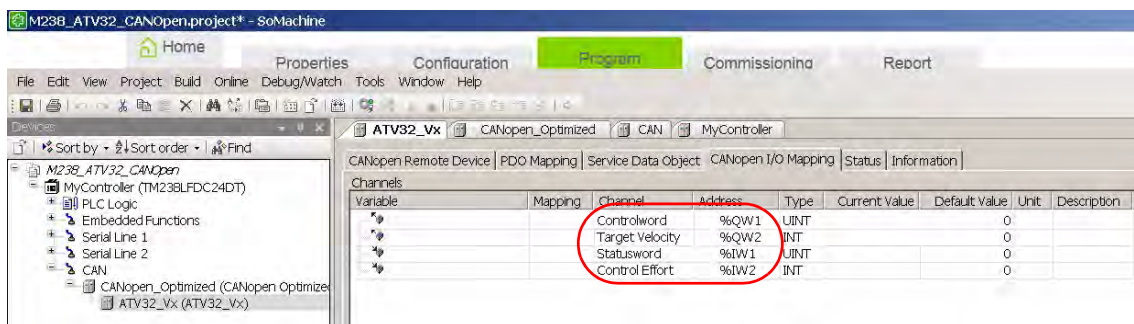 M238_ATV32_CANOpen.project* - SoMachine
Home Properties Configuration Program Commissioning Report
File Edit View Project Build Online Debug/Watch Tools Window Help
Devices
Sort by Sort order Find
ATV32_Vx CANopen_Optimized CAN MyController
CANopen Remote Device PDO Mapping Service Data Object CANopen I/O Mapping Status Information
M238_ATV32_CANOpen
MyController (TM238LFDC24DT)
PLC Logic
Embedded Functions
Serial Line 1
Serial Line 2
CAN
CANopen_Optimized (CANopen Optimized
ATV32_Vx (ATV32_Vx)
Channels
Variable Mapping Channel Address Type Current Value Default Value Unit Description
Controlword %QW1 UINT 0
Target Velocity %QW2 INT 0
Statusword %IW1 UINT 0
Control Effort %IW2 INT 0